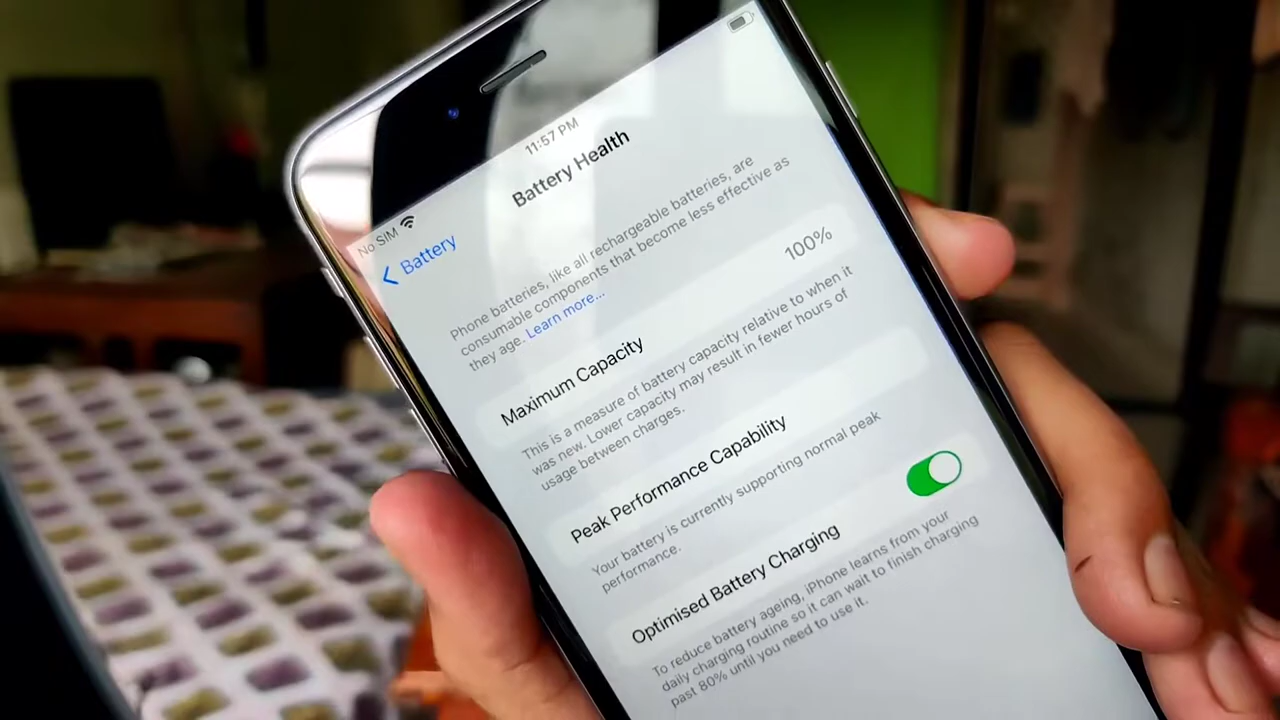 No SIM
11:57 PM
Battery
Battery Health
Phone batteries, like all rechargeable batteries, are
consumable components that become less effective as
they age. Learn more...
Maximum Capacity 100%
This is a measure of battery capacity relative to when it
was new. Lower capacity may result in fewer hours of
usage between charges.
Peak Performance Capability
Your battery is currently supporting normal peak
performance.
Optimised Battery Charging
To reduce battery ageing, iPhone learns from your
daily charging routine so it can wait to finish charging
past 80% until you need to use it.